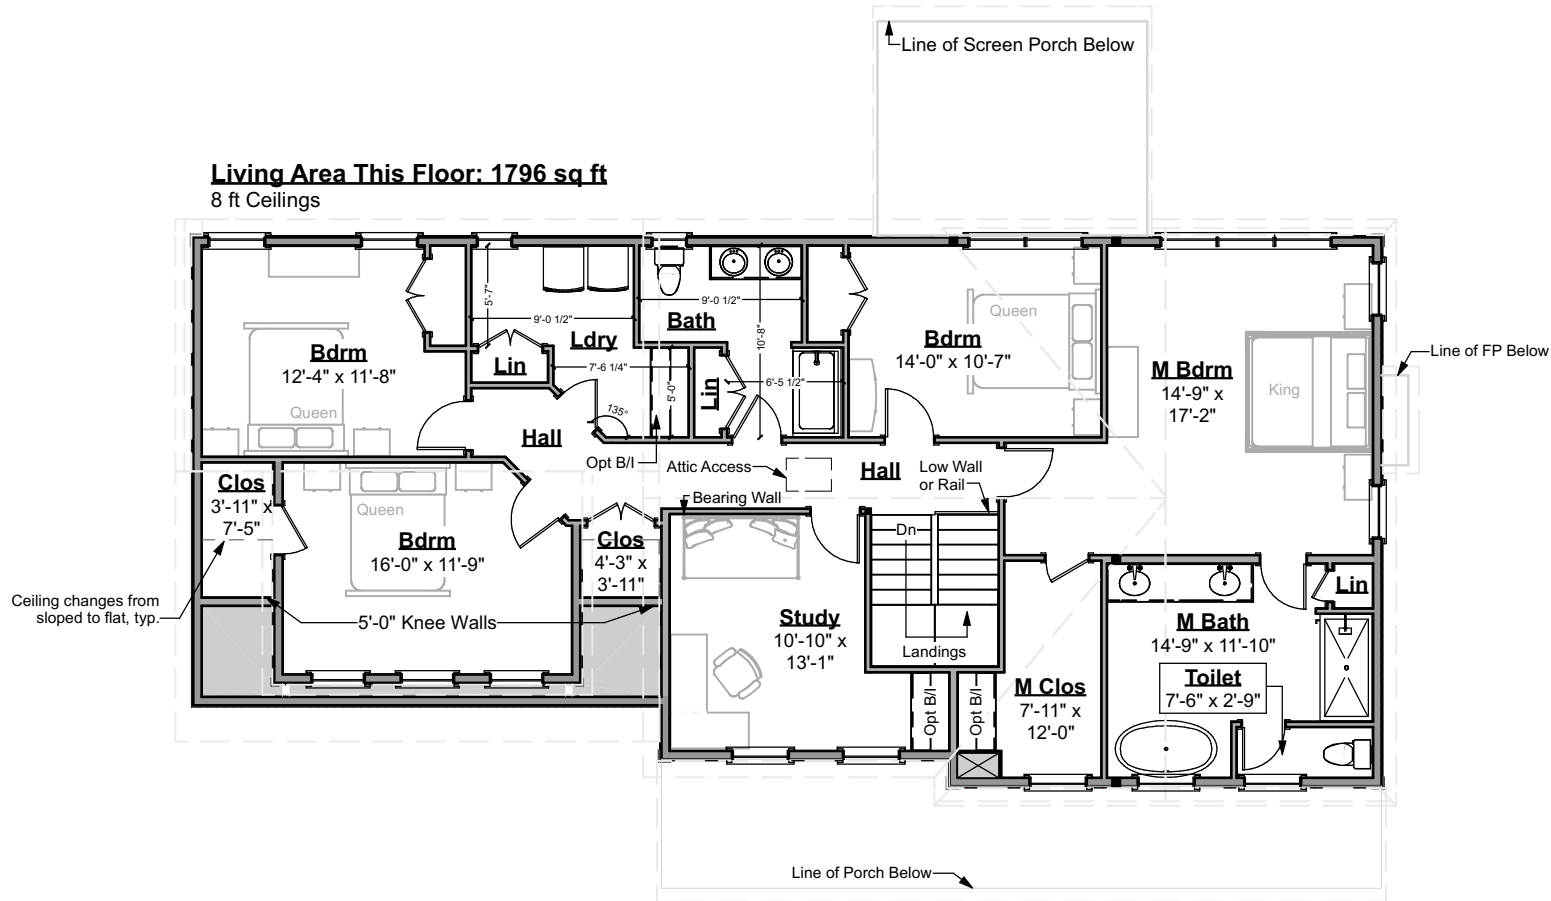 Line of Screen Porch Below
Living Area This Floor: 1796 sq ft
8 ft Ceilings
5'-7"
9'-0 1/2"
Ldry
Lin
7'-6 1/4"
5'-0"
135°
9'-0 1/2"
Bath
10'-8"
Lin
6'-5 1/2"
Bdrm
12'-4" x 11'-8"
Queen
Queen
Bdrm
14'-0" x 10'-7"
M Bdrm
14'-9" x
17'-2"
King
Line of FP Below
Hall
Opt B/I
Attic Access
Hall
Low Wall
or Rail
Bearing Wall
Clos
3'-11" x
7'-5"
Queen
Bdrm
16'-0" x 11'-9"
Clos
4'-3" x
3'-11"
Dn
Landings
Ceiling changes from
sloped to flat, typ.
5'-0" Knee Walls
Study
10'-10" x
13'-1"
Opt B/I
Opt B/I
M Clos
7'-11" x
12'-0"
Lin
M Bath
14'-9" x 11'-10"
Toilet
7'-6" x 2'-9"
Line of Porch Below